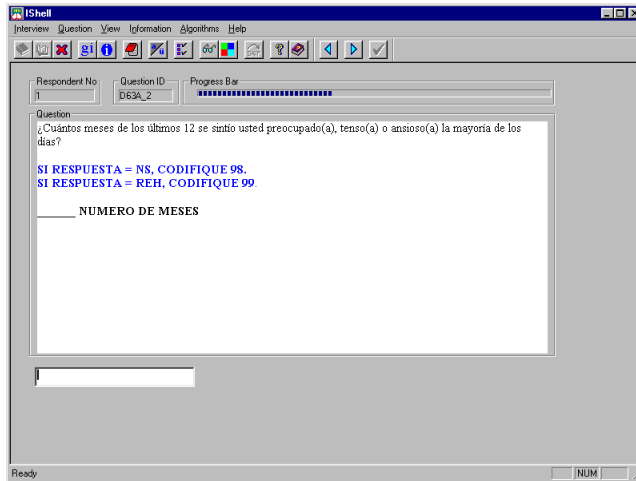 IShell
Interview Question View Information Algorithms Help
gi
Respondent No
Question ID
Progress Bar
1
D63A_2
Question
¿Cuántos meses de los últimos 12 se sintío usted preocupado(a), tenso(a) o ansioso(a) la mayoría de los
días?
SI RESPUESTA = NS, CODIFIQUE 98.
SI RESPUESTA = REH, CODIFIQUE 99.
______ NUMERO DE MESES
Ready
NUM